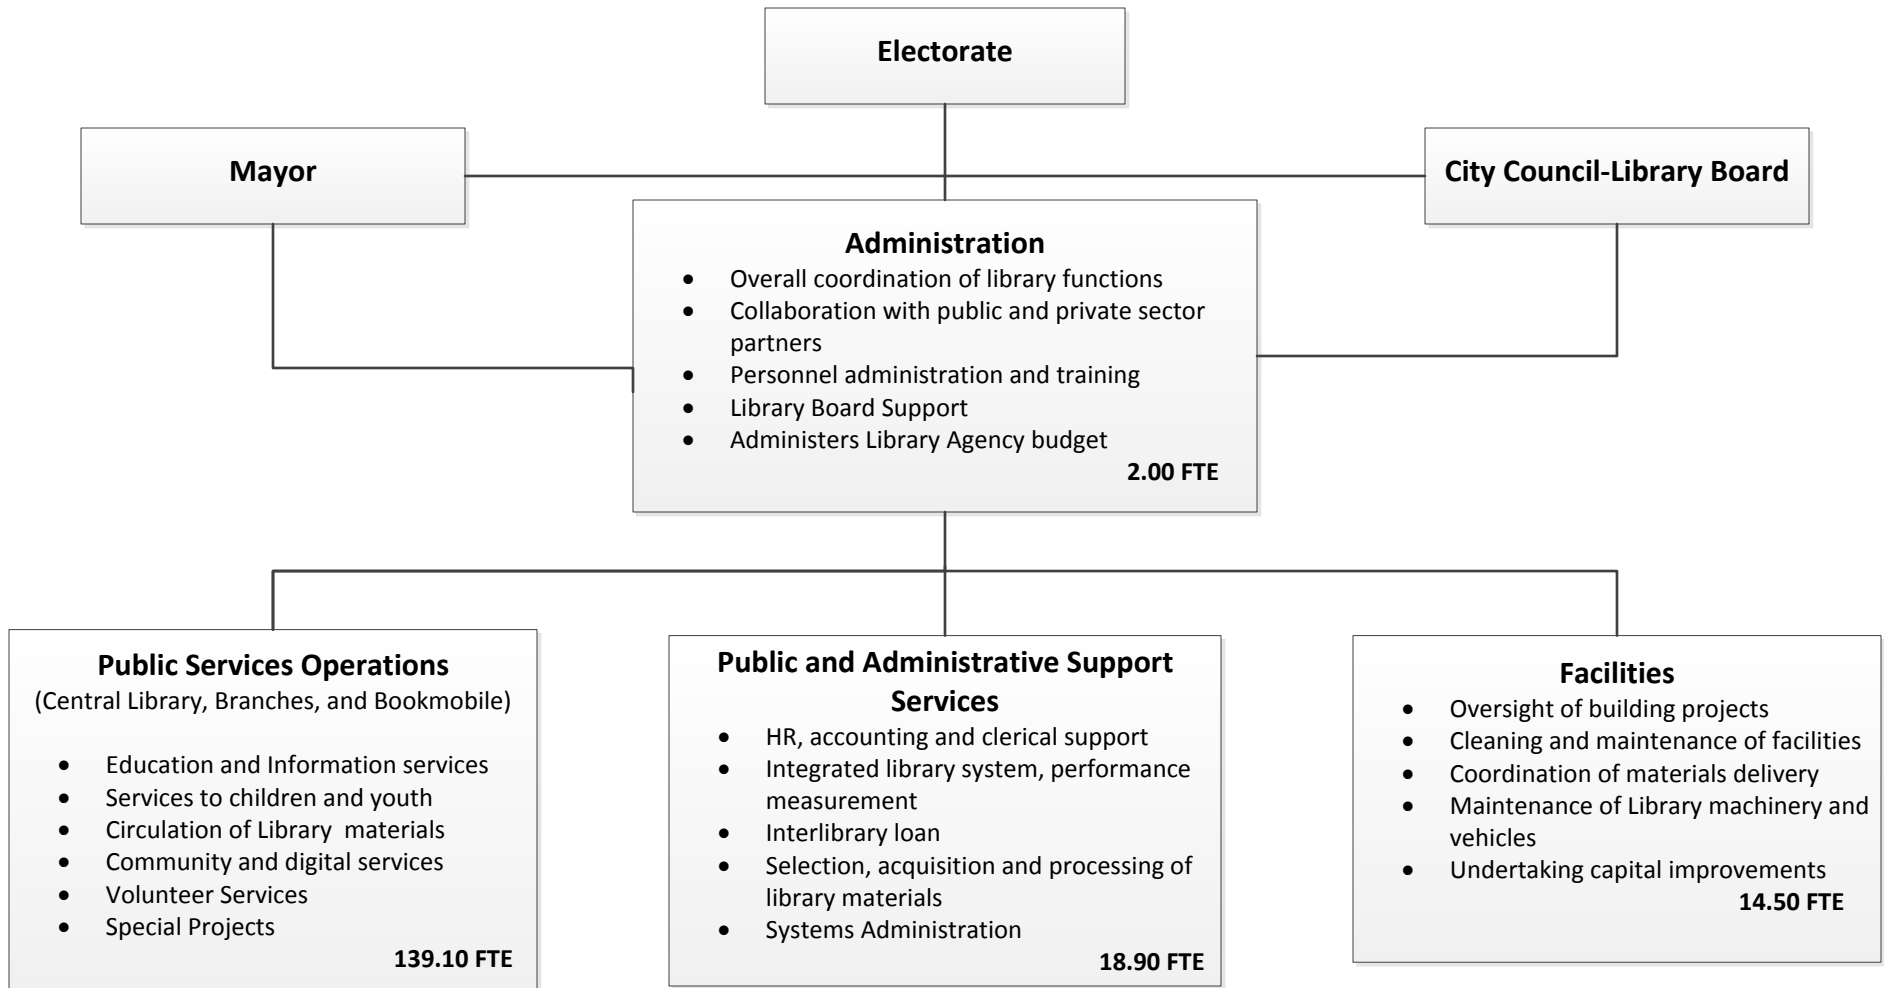 Electorate
Mayor
City Council-Library Board
Administration
• Overall coordination of library functions
• Collaboration with public and private sector
partners
• Personnel administration and training
• Library Board Support
• Administers Library Agency budget
2.00 FTE
Public Services Operations
(Central Library, Branches, and Bookmobile)
• Education and Information services
• Services to children and youth
• Circulation of Library  materials
• Community and digital services
• Volunteer Services
• Special Projects
139.10 FTE
Public and Administrative Support
Services
• HR, accounting and clerical support
• Integrated library system, performance
measurement
• Interlibrary loan
• Selection, acquisition and processing of
library materials
• Systems Administration
18.90 FTE
Facilities
• Oversight of building projects
• Cleaning and maintenance of facilities
• Coordination of materials delivery
• Maintenance of Library machinery and
vehicles
• Undertaking capital improvements
14.50 FTE